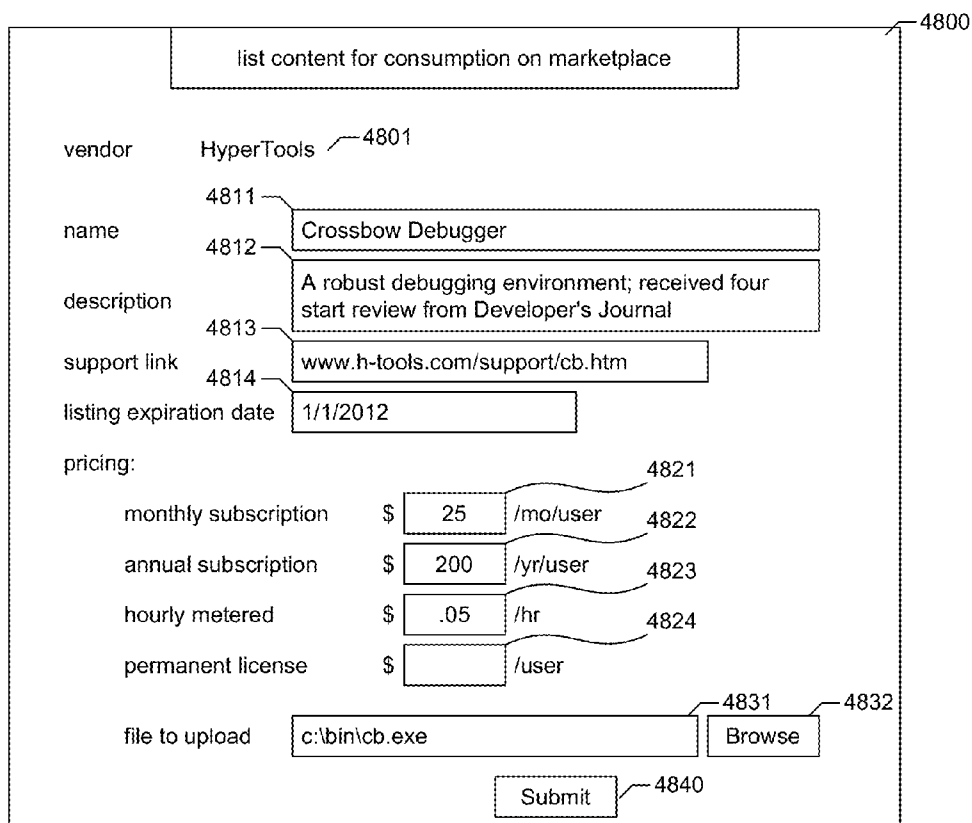 4800
list content for consumption on marketplace
vendor HyperTools 4801
4811
name Crossbow Debugger
4812
description A robust debugging environment; received four
start review from Developer's Journal
4813
support link www.h-tools.com/support/cb.htm
4814
listing expiration date 1/1/2012
pricing:
4821
monthly subscription $ 25 /mo/user
4822
annual subscription $ 200 /yr/user
4823
hourly metered $ .05 /hr
4824
permanent license $ /user
4831 4832
file to upload c:\bin\cb.exe Browse
Submit 4840